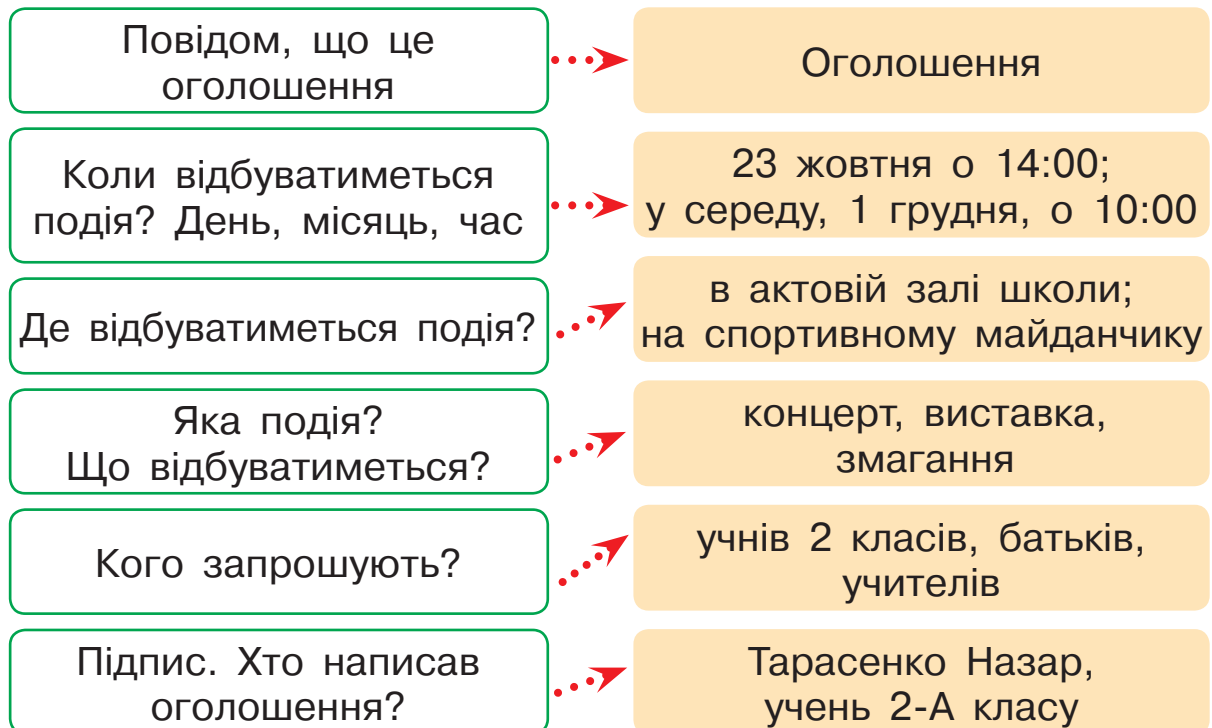 Повідом, що це
оголошення
Оголошення
Коли відбуватиметься
подія? День, місяць, час
23 жовтня о 14:00;
у середу, 1 грудня, о 10:00
Де відбуватиметься подія?
в актовій залі школи;
на спортивному майданчику
Яка подія?
Що відбуватиметься?
концерт, виставка,
змагання
Кого запрошують?
учнів 2 класів, батьків,
учителів
Підпис. Хто написав
оголошення?
Тарасенко Назар,
учень 2-А класу